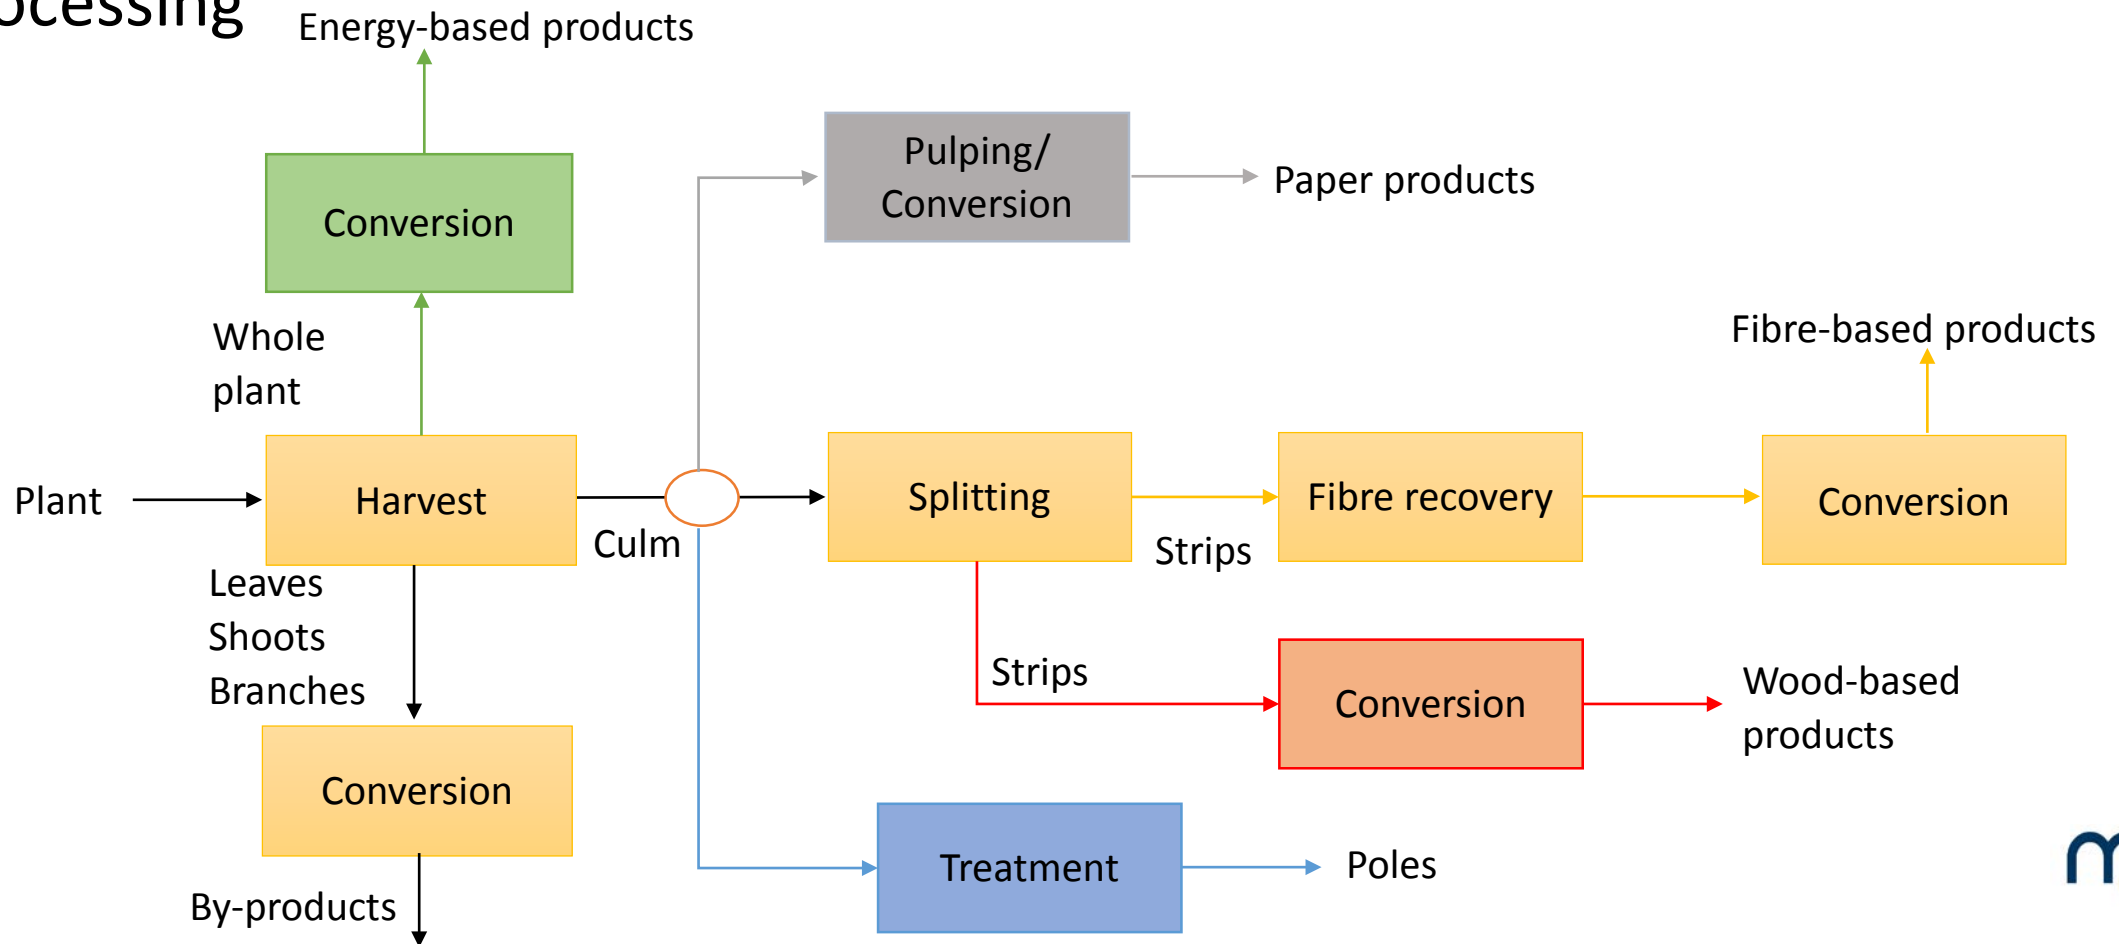 Energy-based products
Pulping/
Conversion
Paper products
Conversion
Whole
plant
Fibre-based products
Plant
Harvest
Culm
Splitting
Strips
Fibre recovery
Conversion
Leaves
Shoots
Branches
Strips
Conversion
Wood-based
products
Conversion
Treatment
Poles
By-products